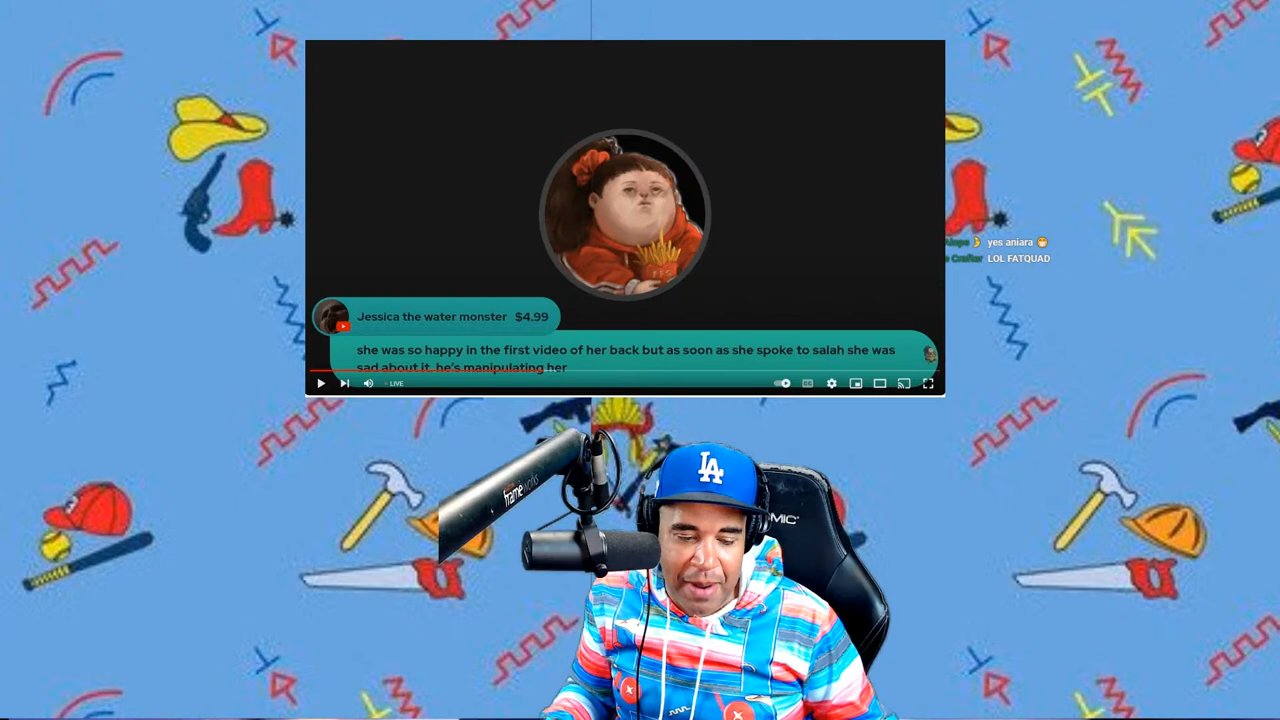 yes aniara
Crafter LOL FATQUAD
Jessica the water monster $4.99
she was so happy in the first video of her back but as soon as she spoke to salah she was
sad about it. he's manipulating her
LIVE
LA
frameworks